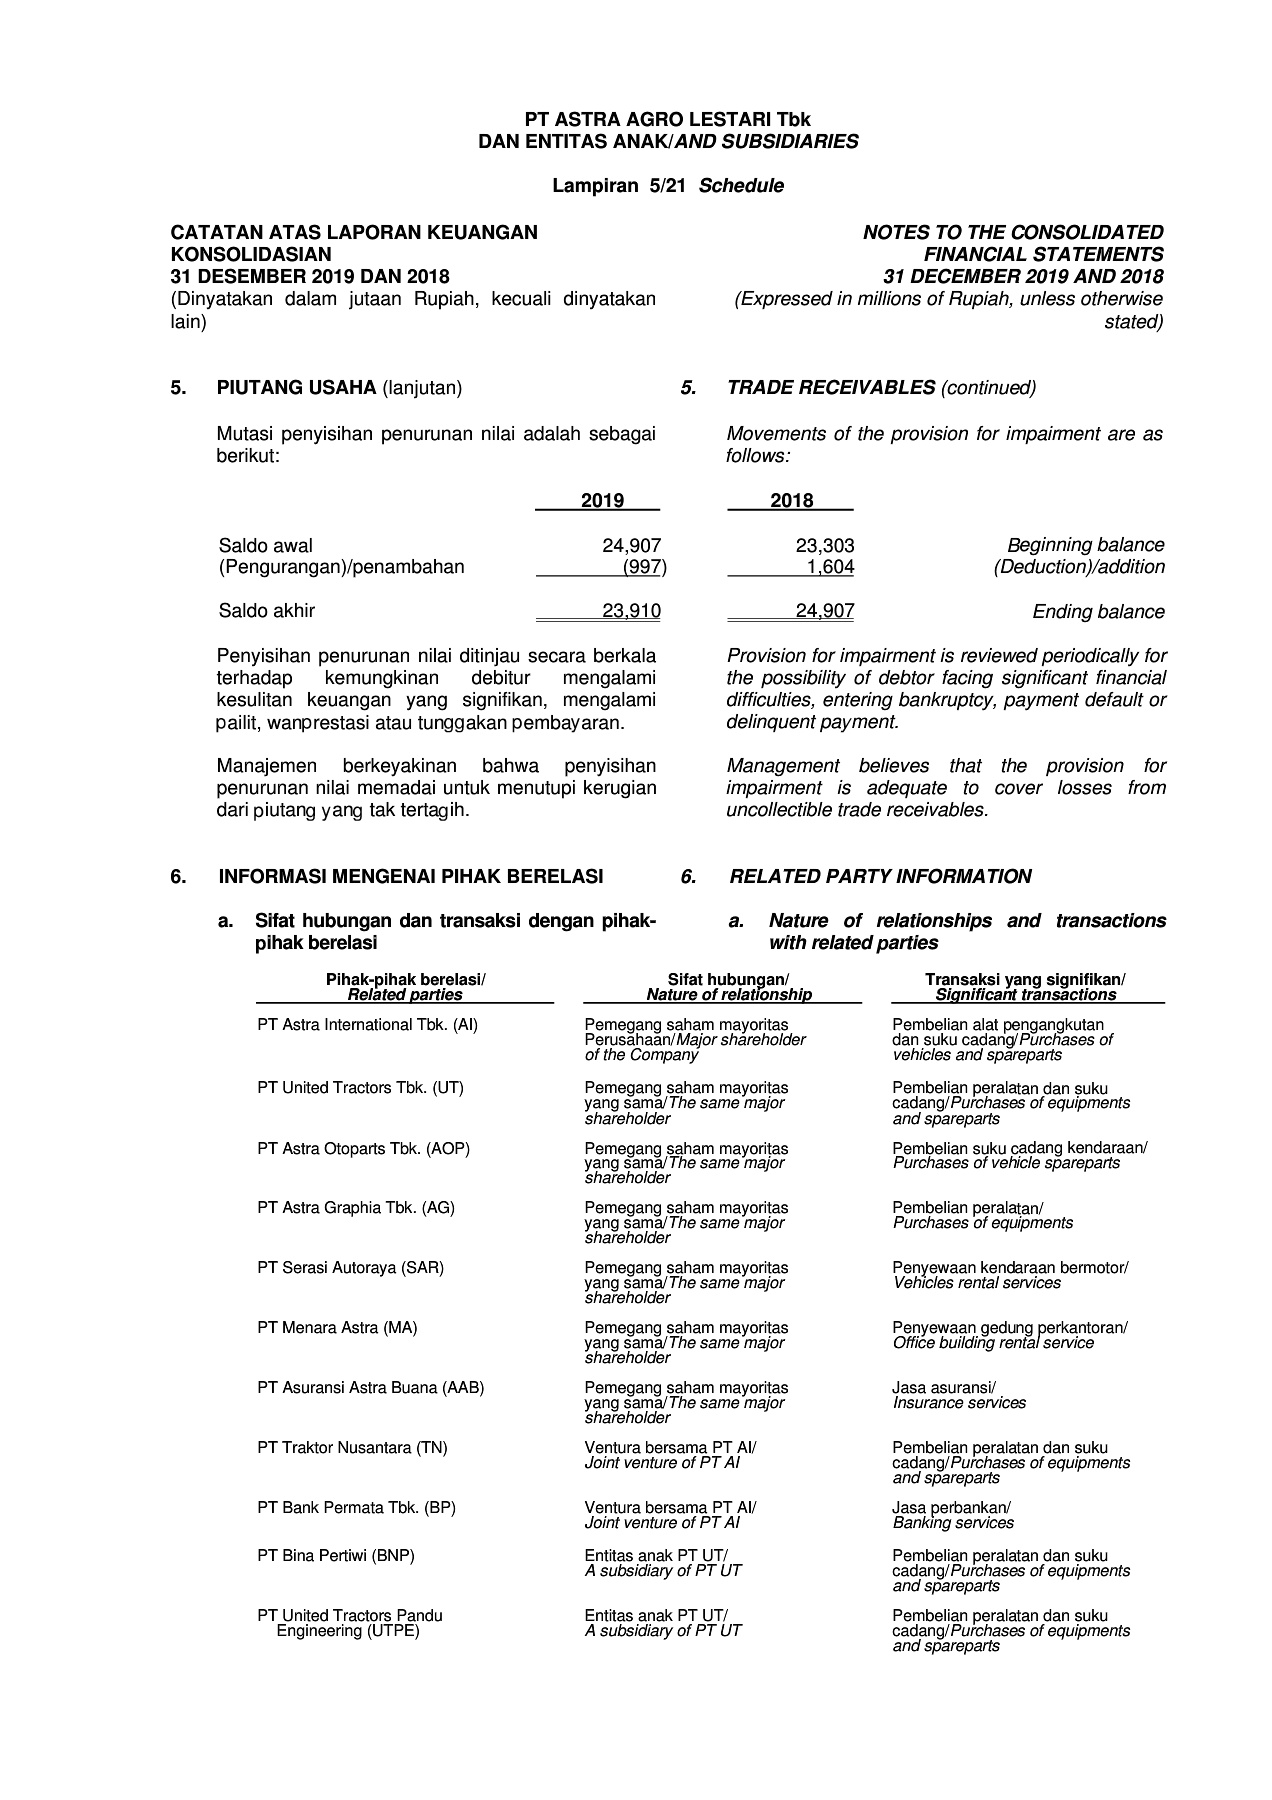 PT ASTRA AGRO LESTARI Tbk
DAN ENTITAS ANAK/AND SUBSIDIARIES
Lampiran 5/21 Schedule
CATATAN ATAS LAPORAN KEUANGAN
KONSOLIDASIAN
31 DESEMBER 2019 DAN 2018
(Dinyatakan dalam jutaan Rupiah, kecuali dinyatakan
lain)
NOTES TO THE CONSOLIDATED
FINANCIAL STATEMENTS
31 DECEMBER 2019 AND 2018
(Expressed in millions of Rupiah, unless otherwise
stated)
5. PIUTANG USAHA (lanjutan)
5. TRADE RECEIVABLES (continued)
Mutasi penyisihan penurunan nilai adalah sebagai
berikut:
Movements of the provision for impairment are as
follows:
2019 2018
Saldo awal 24,907 23,303 Beginning balance
(Pengurangan)/penambahan (997) 1,604 (Deduction)/addition
Saldo akhir 23,910 24,907 Ending balance
Penyisihan penurunan nilai ditinjau secara berkala
terhadap kemungkinan debitur mengalami
kesulitan keuangan yang signifikan, mengalami
pailit, wanprestasi atau tunggakan pembayaran.
Provision for impairment is reviewed periodically for
the possibility of debtor facing significant financial
difficulties, entering bankruptcy, payment default or
delinquent payment.
Manajemen berkeyakinan bahwa penyisihan
penurunan nilai memadai untuk menutupi kerugian
dari piutang yang tak tertagih.
Management believes that the provision for
impairment is adequate to cover losses from
uncollectible trade receivables.
6. INFORMASI MENGENAI PIHAK BERELASI
6. RELATED PARTY INFORMATION
a. Sifat hubungan dan transaksi dengan pihak-
pihak berelasi
a. Nature of relationships and transactions
with related parties
Pihak-pihak berelasi/
Related parties
Sifat hubungan/
Nature of relationship
Transaksi yang signifikan/
Significant transactions
PT Astra International Tbk. (AI)
Pemegang saham mayoritas
Perusahaan/Major shareholder
of the Company
Pembelian alat pengangkutan
dan suku cadang/Purchases of
vehicles and spareparts
PT United Tractors Tbk. (UT)
Pemegang saham mayoritas
yang sama/The same major
shareholder
Pembelian peralatan dan suku
cadang/Purchases of equipments
and spareparts
PT Astra Otoparts Tbk. (AOP)
Pemegang saham mayoritas
yang sama/The same major
shareholder
Pembelian suku cadang kendaraan/
Purchases of vehicle spareparts
PT Astra Graphia Tbk. (AG)
Pemegang saham mayoritas
yang sama/The same major
shareholder
Pembelian peralatan/
Purchases of equipments
PT Serasi Autoraya (SAR)
Pemegang saham mayoritas
yang sama/The same major
shareholder
Penyewaan kendaraan bermotor/
Vehicles rental services
PT Menara Astra (MA)
Pemegang saham mayoritas
yang sama/The same major
shareholder
Penyewaan gedung perkantoran/
Office building rental service
PT Asuransi Astra Buana (AAB)
Pemegang saham mayoritas
yang sama/The same major
shareholder
Jasa asuransi/
Insurance services
PT Traktor Nusantara (TN)
Ventura bersama PT AI/
Joint venture of PT AI
Pembelian peralatan dan suku
cadang/Purchases of equipments
and spareparts
PT Bank Permata Tbk. (BP)
Ventura bersama PT AI/
Joint venture of PT AI
Jasa perbankan/
Banking services
PT Bina Pertiwi (BNP)
Entitas anak PT UT/
A subsidiary of PT UT
Pembelian peralatan dan suku
cadang/Purchases of equipments
and spareparts
PT United Tractors Pandu
Engineering (UTPE)
Entitas anak PT UT/
A subsidiary of PT UT
Pembelian peralatan dan suku
cadang/Purchases of equipments
and spareparts